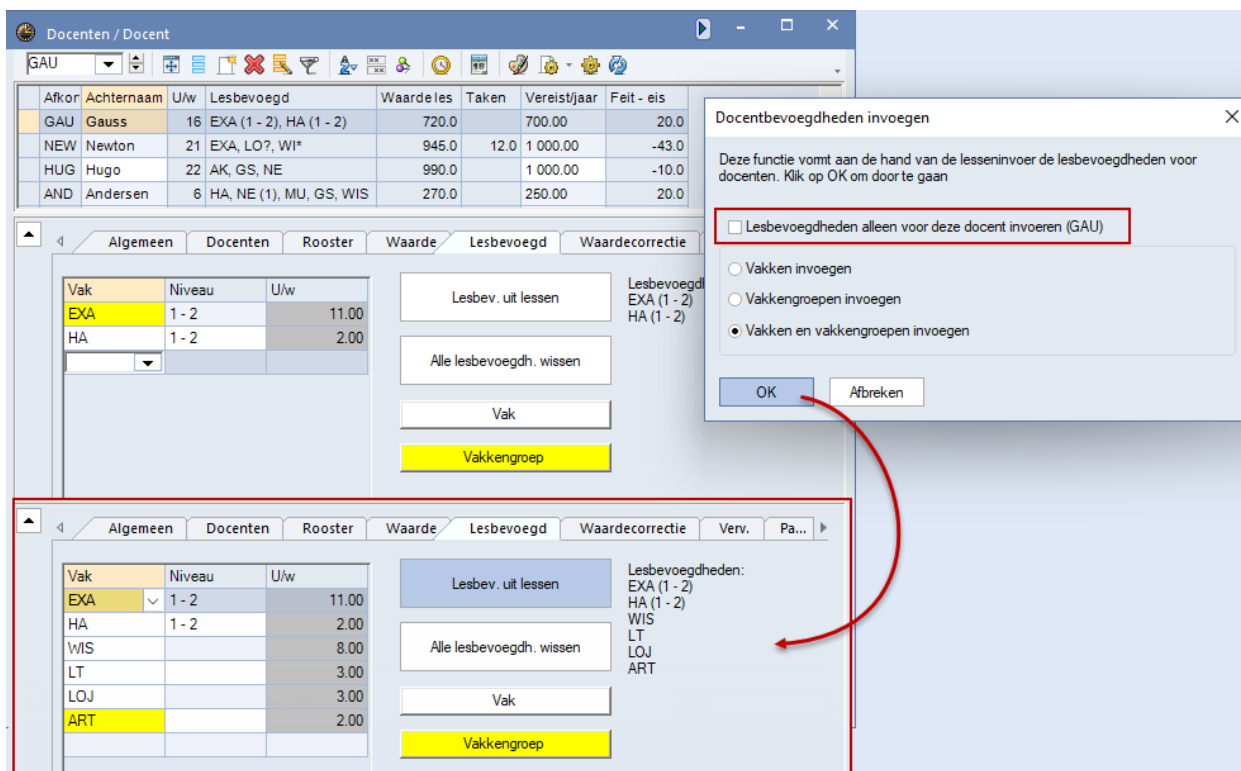 Docenten / Docent
GAU
Afkor Achternaam U/w Lesbevoegd Waarde les Taken Vereist/jaar Feit - eis
GAU Gauss 16 EXA (1 - 2), HA (1 - 2) 720.0 700.00 20.0
NEW Newton 21 EXA, LO?, WI* 945.0 12.0 1 000.00 -43.0
HUG Hugo 22 AK, GS, NE 990.0 1 000.00 -10.0
AND Andersen 6 HA, NE (1), MU, GS, WIS 270.0 250.00 20.0
Algemeen Docenten Rooster Waarde Lesbevoegd Waardecorrectie
Vak Niveau U/w
EXA 1 - 2 11.00
HA 1 - 2 2.00
Lesbev. uit lessen
Alle lesbevoegdh. wissen
Vak
Vakkengroep
Lesbevoegdl
EXA (1 - 2)
HA (1 - 2)
Docentbevoegdheden invoegen
Deze functie vormt aan de hand van de lesseninvoer de lesbevoegdheden voor
docenten. Klik op OK om door te gaan
Lesbevoegdheden alleen voor deze docent invoeren (GAU)
Vakken invoegen
Vakkengroepen invoegen
Vakken en vakkengroepen invoegen
OK Afbreken
Algemeen Docenten Rooster Waarde Lesbevoegd Waardecorrectie Verv. Pa...
Vak Niveau U/w
EXA 1 - 2 11.00
HA 1 - 2 2.00
WIS 8.00
LT 3.00
LOJ 3.00
ART 2.00
Lesbev. uit lessen
Alle lesbevoegdh. wissen
Vak
Vakkengroep
Lesbevoegdheden:
EXA (1 - 2)
HA (1 - 2)
WIS
LT
LOJ
ART